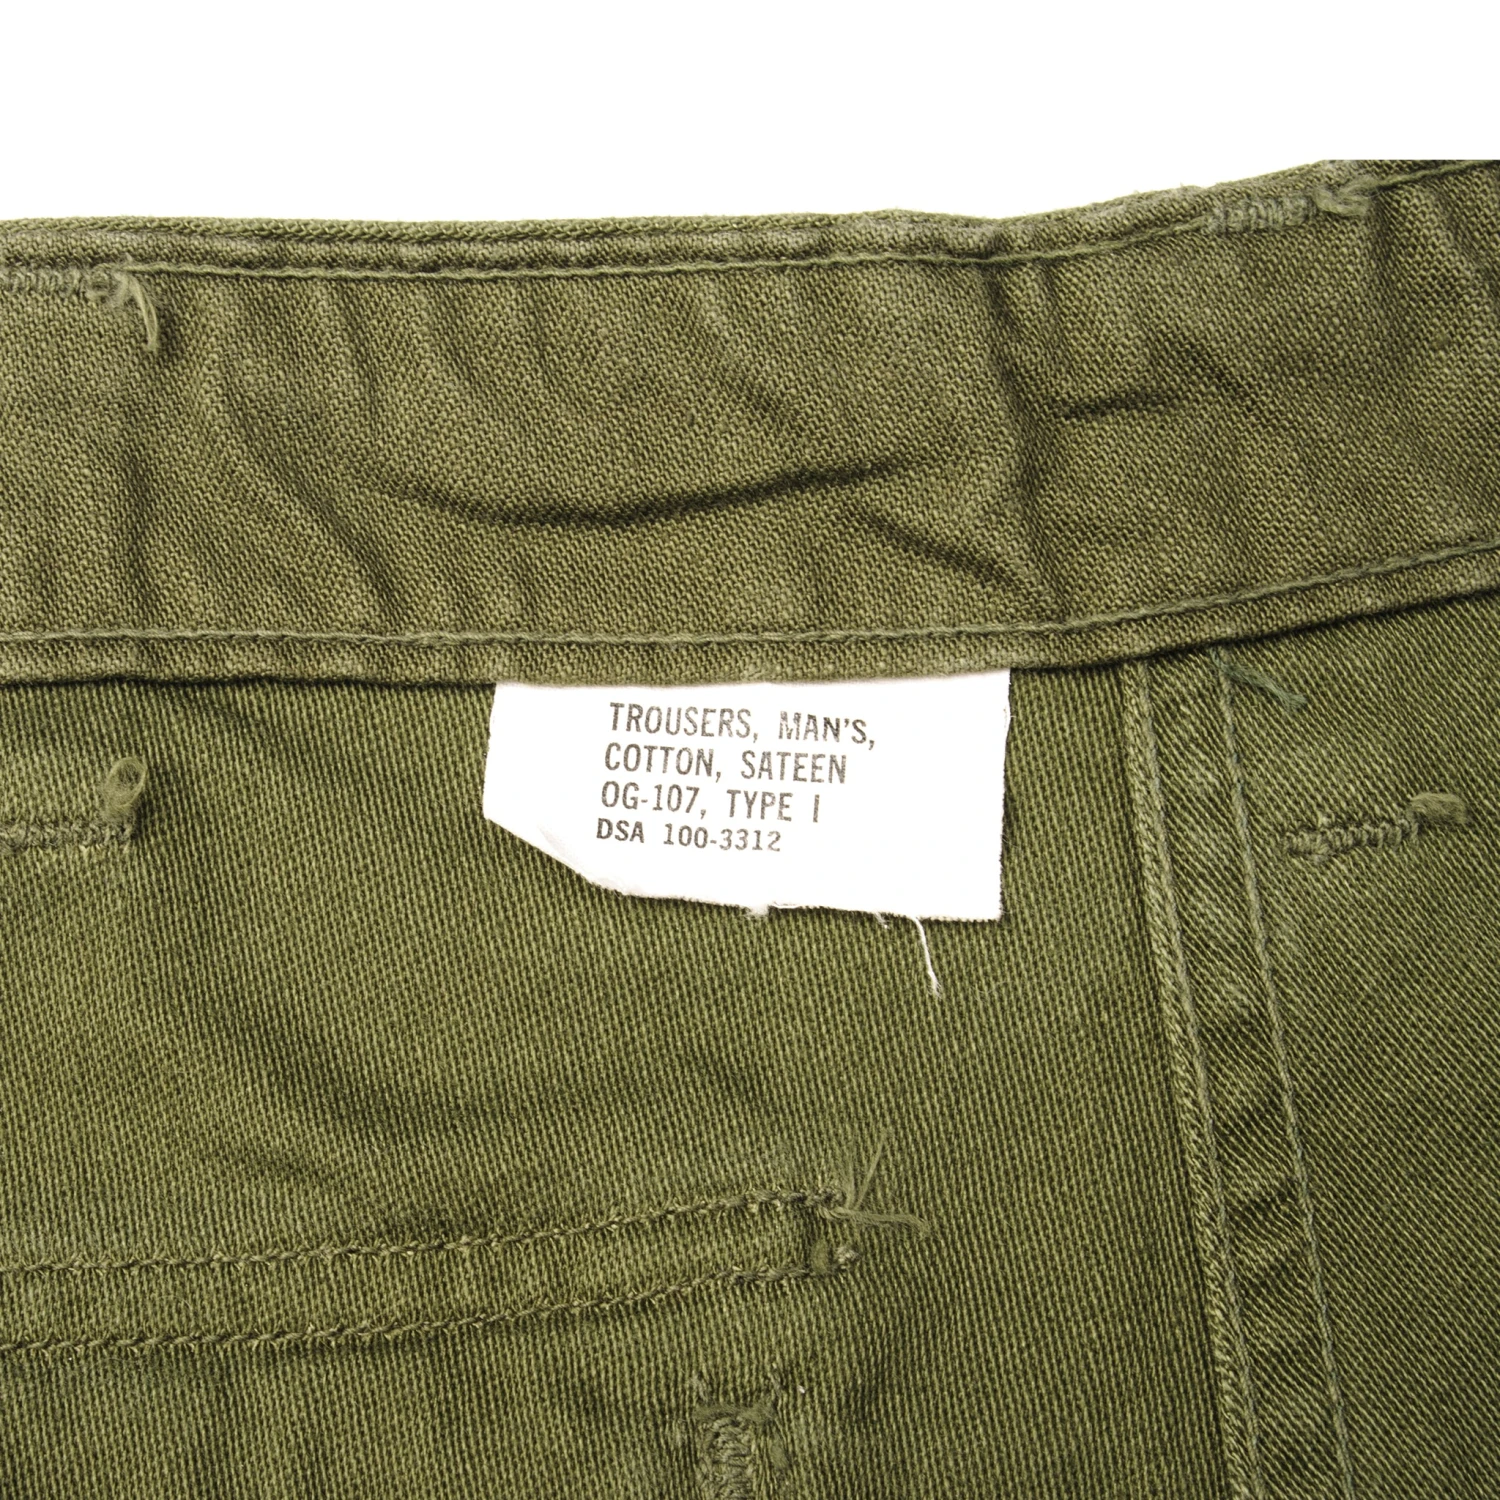 TROUSERS, MAN'S,
COTTON, SATEEN
OG-107, TYPE I
DSA 100-3312